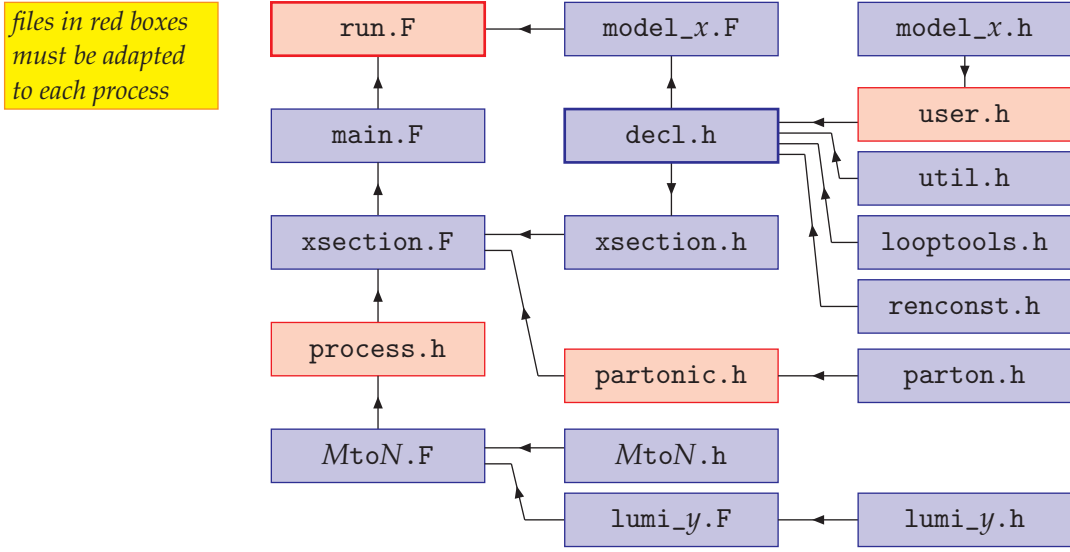 files in red boxes
must be adapted
to each process
run.F
model_x.F
model_x.h
main.F
decl.h
user.h
util.h
xsection.F
xsection.h
looptools.h
renconst.h
process.h
partonic.h
parton.h
MtoN.F
MtoN.h
lumi_y.F
lumi_y.h